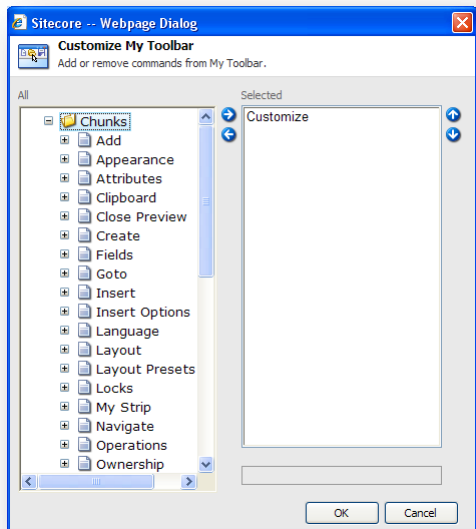 Sitecore -- Webpage Dialog
Customize My Toolbar
Add or remove commands from My Toolbar.
All
Selected
Chunks
Add
Appearance
Attributes
Clipboard
Close Preview
Create
Fields
Goto
Insert
Insert Options
Language
Layout
Layout Presets
Locks
My Strip
Navigate
Operations
Ownership
Customize
OK
Cancel